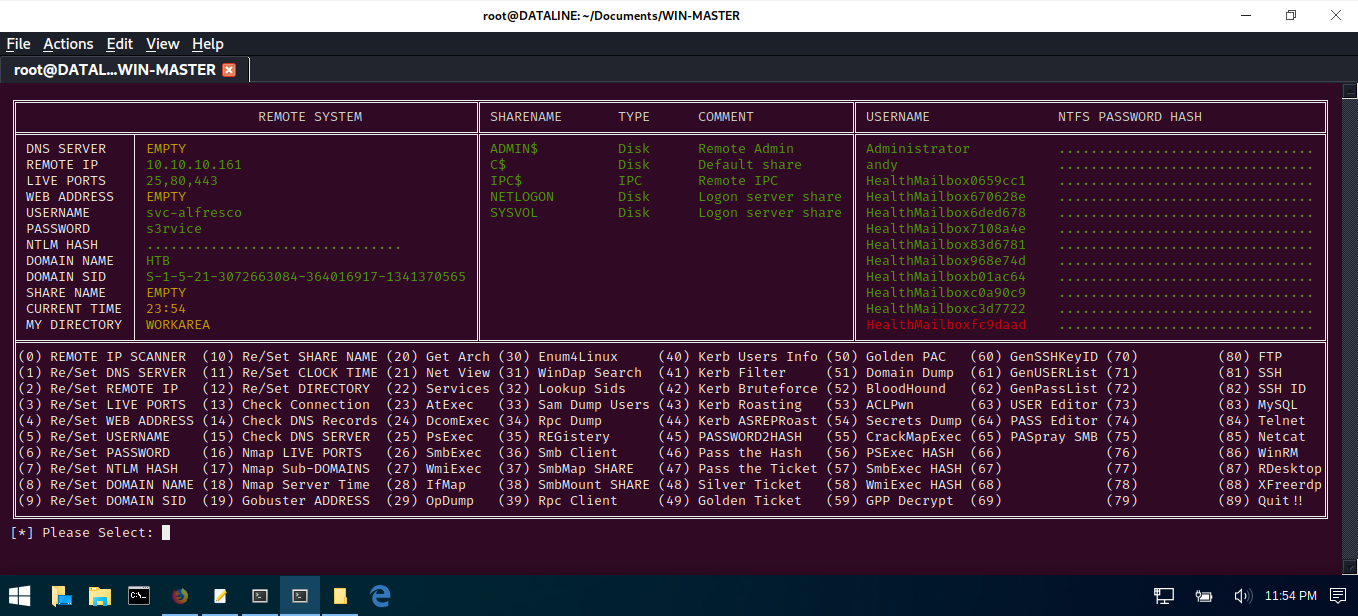 root@DATALINE: ~/Documents/WIN-MASTER
File Actions Edit View Help
root@DATAL...WIN-MASTER
REMOTE SYSTEM SHARENAME TYPE COMMENT USERNAME NTFS PASSWORD HASH
DNS SERVER EMPTY ADMIN$ Disk Remote Admin Administrator ................................
REMOTE IP 10.10.10.161 C$ Disk Default share andy ................................
LIVE PORTS 25,80,443 IPC$ IPC Remote IPC HealthMailbox0659cc1 ................................
WEB ADDRESS EMPTY NETLOGON Disk Logon server share HealthMailbox670628e ................................
USERNAME svc-alfresco SYSVOL Disk Logon server share HealthMailbox6ded678 ................................
PASSWORD s3rvice HealthMailbox7108a4e ................................
NTLM HASH ................................ HealthMailbox83d6781 ................................
DOMAIN NAME HTB HealthMailbox968e74d ................................
DOMAIN SID S-1-5-21-3072663084-364016917-1341370565 HealthMailboxb01ac64 ................................
SHARE NAME EMPTY HealthMailboxc0a90c9 ................................
CURRENT TIME 23:54 HealthMailboxc3d7722 ................................
MY DIRECTORY WORKAREA HealthMailboxfc9daad ................................
(0) REMOTE IP SCANNER (10) Re/Set SHARE NAME (20) Get Arch (30) Enum4Linux (40) Kerb Users Info (50) Golden PAC (60) GenSSHKeyID (70) (80) FTP
(1) Re/Set DNS SERVER (11) Re/Set CLOCK TIME (21) Net View (31) WinDap Search (41) Kerb Filter (51) Domain Dump (61) GenUSERList (71) (81) SSH
(2) Re/Set REMOTE IP (12) Re/Set DIRECTORY (22) Services (32) Lookup Sids (42) Kerb Bruteforce (52) BloodHound (62) GenPassList (72) (82) SSH ID
(3) Re/Set LIVE PORTS (13) Check Connection (23) AtExec (33) Sam Dump Users (43) Kerb Roasting (53) ACLPwn (63) USER Editor (73) (83) MySQL
(4) Re/Set WEB ADDRESS (14) Check DNS Records (24) DcomExec (34) Rpc Dump (44) Kerb ASREPRoast (54) Secrets Dump (64) PASS Editor (74) (84) Telnet
(5) Re/Set USERNAME (15) Check DNS SERVER (25) PsExec (35) REGistery (45) PASSWORD2HASH (55) CrackMapExec (65) PASpray SMB (75) (85) Netcat
(6) Re/Set PASSWORD (16) Nmap LIVE PORTS (26) SmbExec (36) Smb Client (46) Pass the Hash (56) PSExec HASH (66) (76) (86) WinRM
(7) Re/Set NTLM HASH (17) Nmap Sub-DOMAINS (27) WmiExec (37) SmbMap SHARE (47) Pass the Ticket (57) SmbExec HASH (67) (77) (87) RDesktop
(8) Re/Set DOMAIN NAME (18) Nmap Server Time (28) IfMap (38) SmbMount SHARE (48) Silver Ticket (58) WmiExec HASH (68) (78) (88) XFreerdp
(9) Re/Set DOMAIN SID (19) Gobuster ADDRESS (29) OpDump (39) Rpc Client (49) Golden Ticket (59) GPP Decrypt (69) (79) (89) Quit!!
[*] Please Select:
11:54 PM